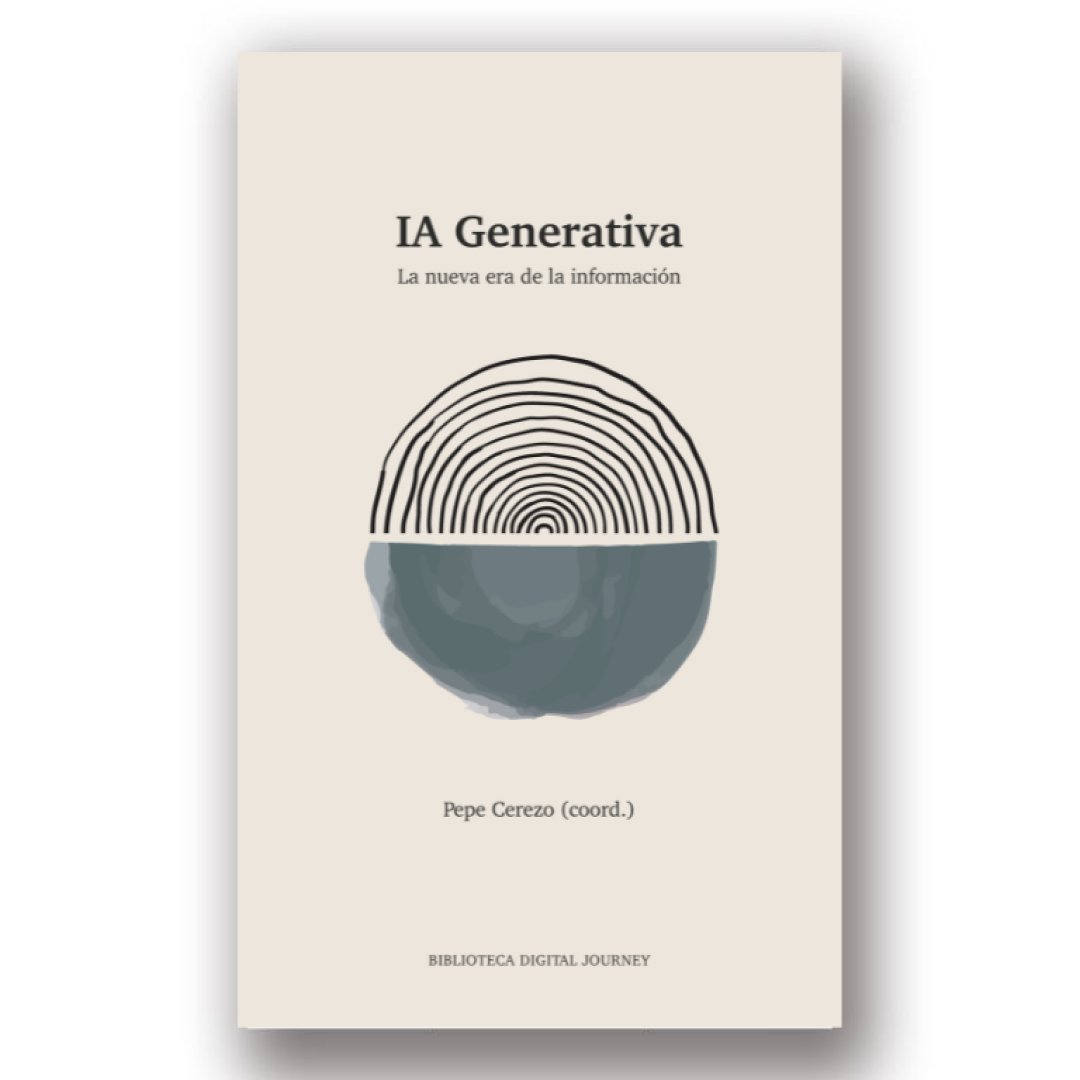 IA Generativa
La nueva era de la información
Pepe Cerezo (coord.)
BIBLIOTECA DIGITAL JOURNEY